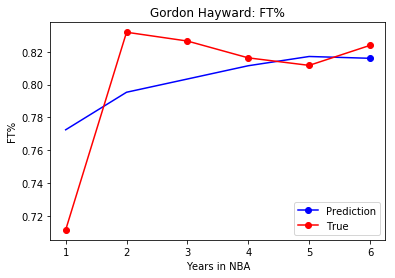 Gordon Hayward: FT%
FT%
0.82
0.80
0.78
0.76
0.74
0.72
1 2 3 4 5 6
Years in NBA
Prediction
True